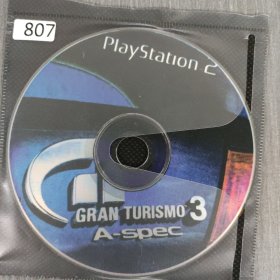 807
PlayStation 2
GRAN TURISMO 3
A-spec